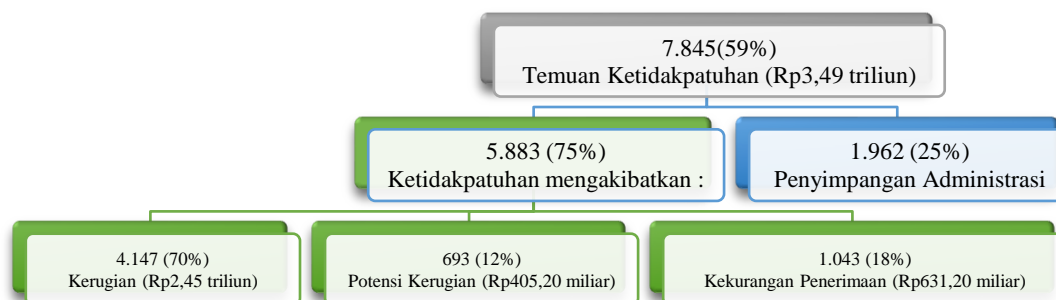 7.845(59%)
Temuan Ketidakpatuhan (Rp3,49 triliun)
5.883 (75%)
Ketidakpatuhan mengakibatkan :
1.962 (25%)
Penyimpangan Administrasi
4.147 (70%)
Kerugian (Rp2,45 triliun)
693 (12%)
Potensi Kerugian (Rp405,20 miliar)
1.043 (18%)
Kekurangan Penerimaan (Rp631,20 miliar)